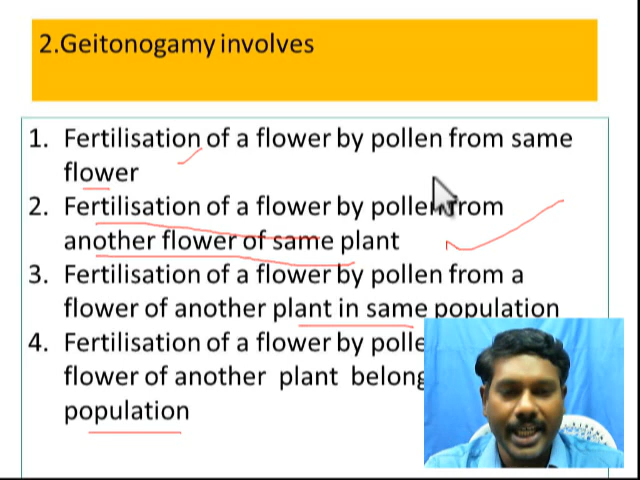 2.Geitonogamy involves
1. Fertilisation of a flower by pollen from same
flower
2. Fertilisation of a flower by pollen from
another flower of same plant
3. Fertilisation of a flower by pollen from a
flower of another plant in same population
4. Fertilisation of a flower by
flower of another plant
population